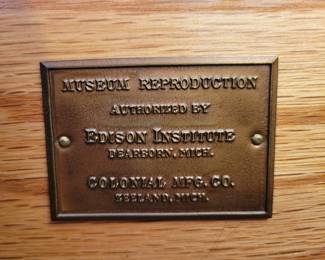 MUSEUM REPRODUCTION
AUTHORIZED BY
EDISON INSTITUTE
DEARBORN, MICH.
COLONIAL MFG. CO.
ZEELAND, MICH.